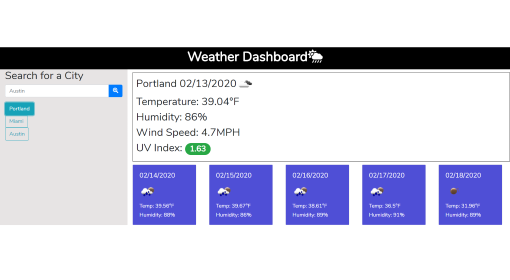 Weather Dashboard
Search for a City
Austin
Portland
Miami
Austin
Portland 02/13/2020
Temperature: 39.04°F
Humidity: 86%
Wind Speed: 4.7MPH
UV Index: 1.63
02/14/2020
Temp: 39.56°F
Humidity: 88%
02/15/2020
Temp: 39.67°F
Humidity: 86%
02/16/2020
Temp: 38.61°F
Humidity: 89%
02/17/2020
Temp: 36.5°F
Humidity: 91%
02/18/2020
Temp: 31.96°F
Humidity: 89%